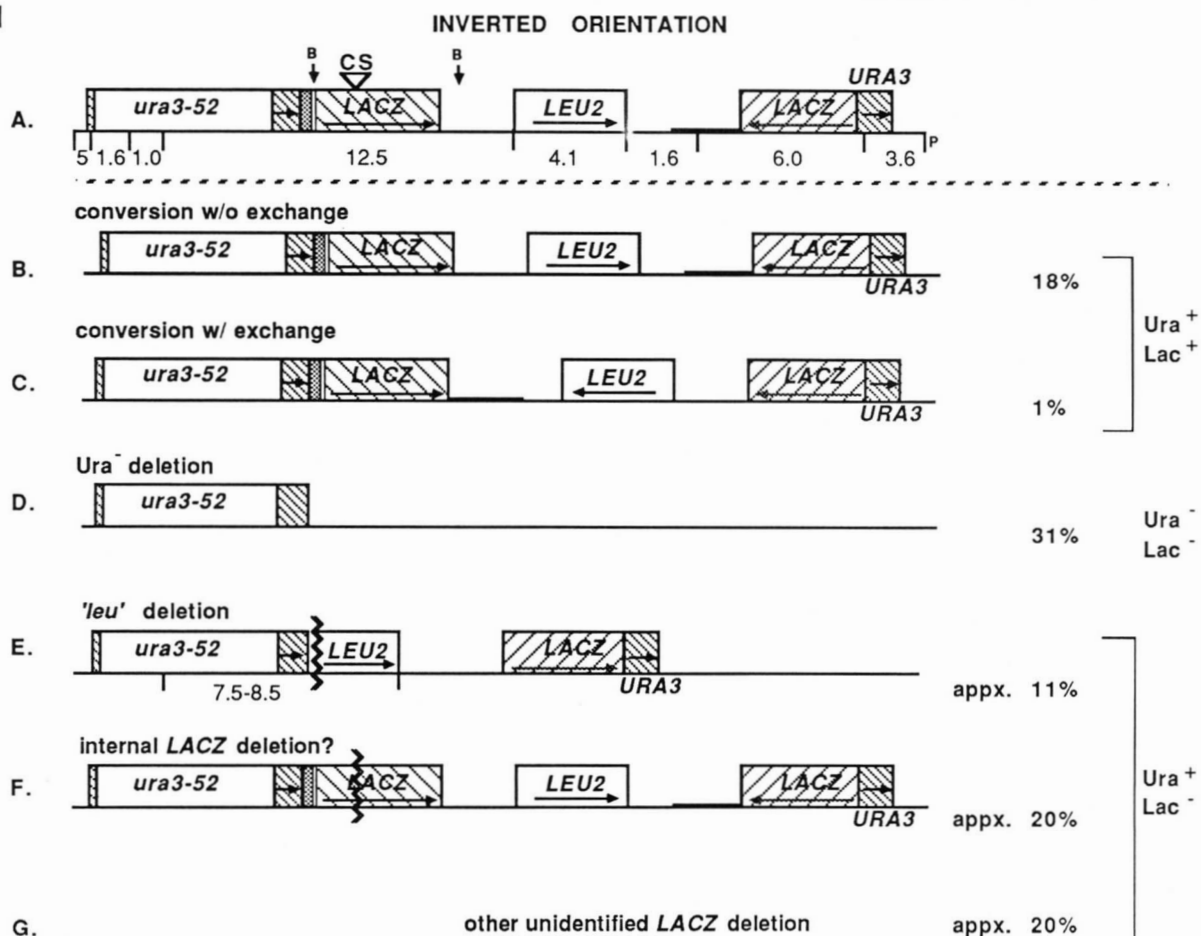 INVERTED ORIENTATION
B CS B URA3
A. ura3-52 LACZ LEU2 LACZ
5 1.6 1.0 12.5 4.1 1.6 6.0 3.6 P
conversion w/o exchange
B. ura3-52 LACZ LEU2 LACZ URA3 18%
Ura+
Lac+
conversion w/ exchange
C. ura3-52 LACZ LEU2 LACZ URA3 1%
Ura- deletion
D. ura3-52 31%
Ura-
Lac-
'leu' deletion
E. ura3-52 LEU2 LACZ URA3 appx. 11%
7.5-8.5
internal LACZ deletion?
F. ura3-52 LACZ LEU2 LACZ URA3 appx. 20%
Ura+
Lac-
G. other unidentified LACZ deletion appx. 20%